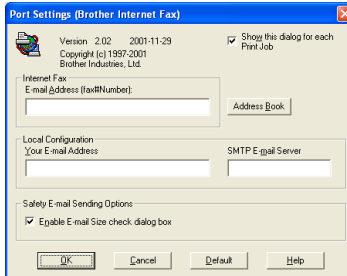 Port Settings (Brother Internet Fax)
Version 2.02 2001-11-29
Copyright (c) 1997-2001
Brother Industries, Ltd.
Show this dialog for each
Print Job
Internet Fax
E-mail Address (fax#Number):
Address Book
Local Configuration
Your E-mail Address
SMTP E-mail Server
Safety E-mail Sending Options
Enable E-mail Size check dialog box
OK
Cancel
Default
Help